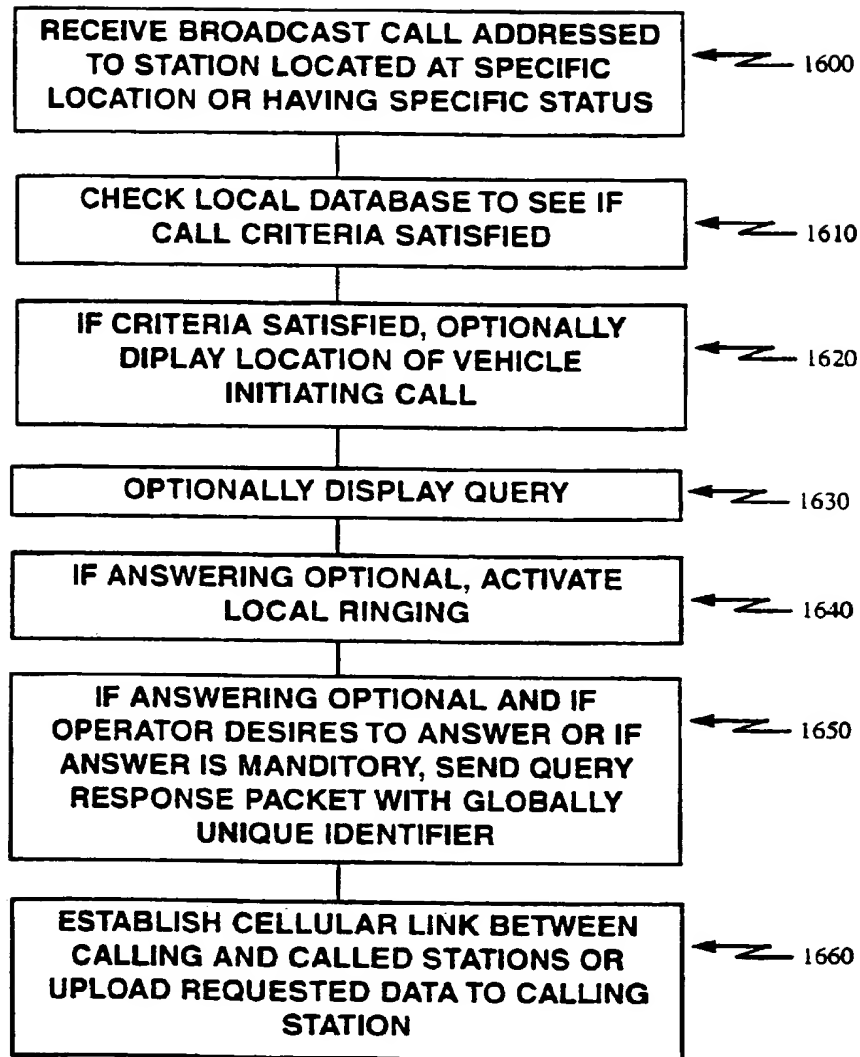 RECEIVE BROADCAST CALL ADDRESSED
TO STATION LOCATED AT SPECIFIC
LOCATION OR HAVING SPECIFIC STATUS
1600
CHECK LOCAL DATABASE TO SEE IF
CALL CRITERIA SATISFIED
1610
IF CRITERIA SATISFIED, OPTIONALLY
DIPLAY LOCATION OF VEHICLE
INITIATING CALL
1620
OPTIONALLY DISPLAY QUERY
1630
IF ANSWERING OPTIONAL, ACTIVATE
LOCAL RINGING
1640
IF ANSWERING OPTIONAL AND IF
OPERATOR DESIRES TO ANSWER OR IF
ANSWER IS MANDITORY, SEND QUERY
RESPONSE PACKET WITH GLOBALLY
UNIQUE IDENTIFIER
1650
ESTABLISH CELLULAR LINK BETWEEN
CALLING AND CALLED STATIONS OR
UPLOAD REQUESTED DATA TO CALLING
STATION
1660